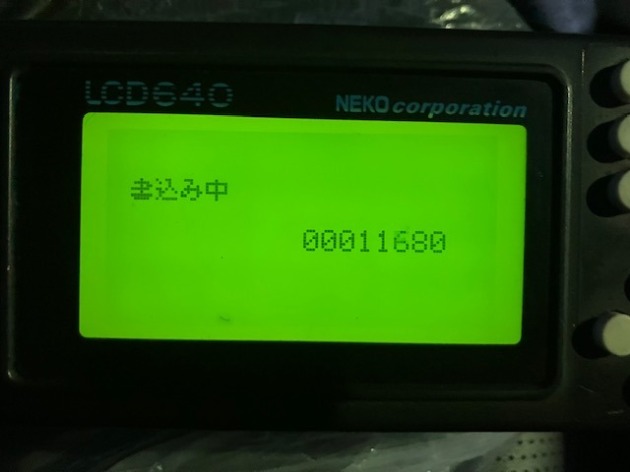 LCD640
NEKO corporation
書込み中
00011680